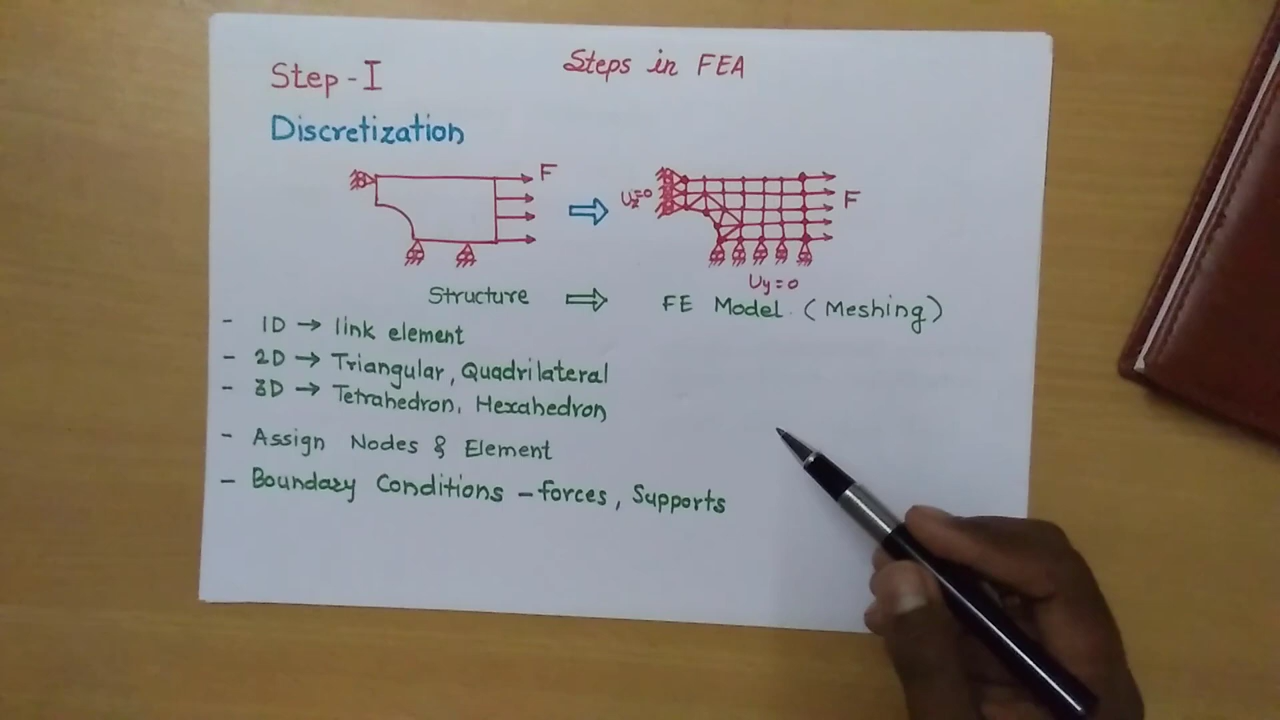 Steps in FEA
Step-I
Discretization
F
Ux=0
F
Uy=0
Structure ⇒ FE Model. (Meshing)
- 1D → link element
- 2D → Triangular, Quadrilateral
- 3D → Tetrahedron, Hexahedron
- Assign Nodes & Element
- Boundary Conditions - forces, Supports